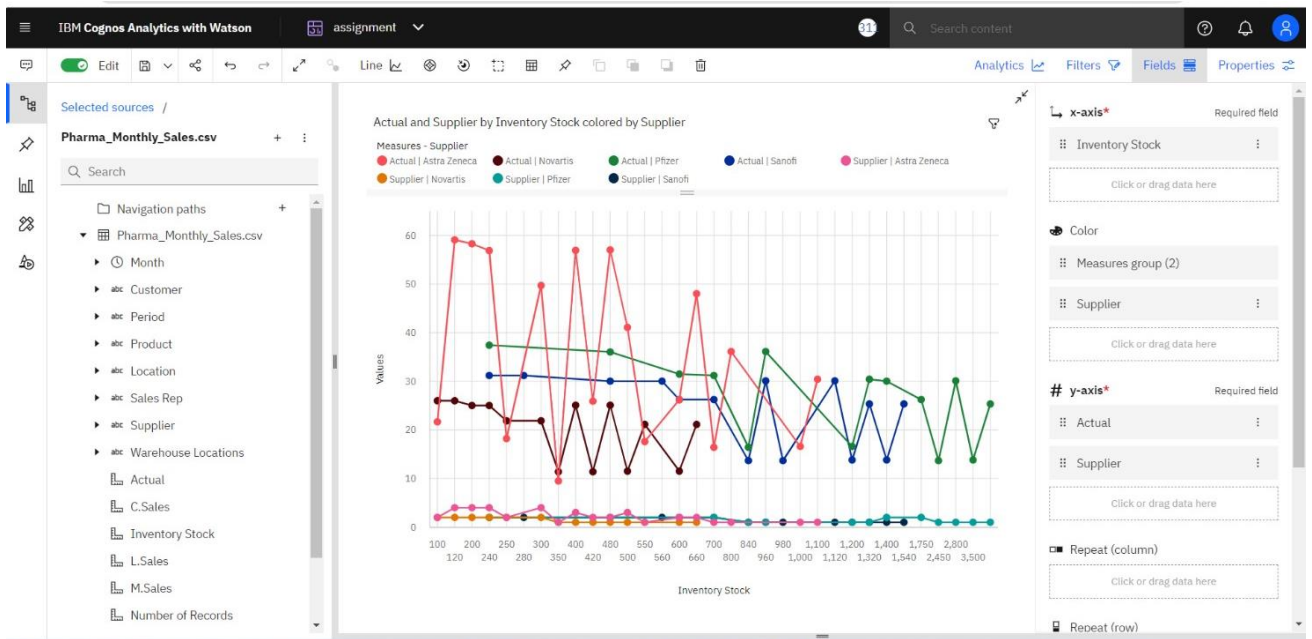 IBM Cognos Analytics with Watson
assignment
Search content
Edit
Line
Analytics
Filters
Fields
Properties
Selected sources /
Pharma_Monthly_Sales.csv
Search
Navigation paths
Pharma_Monthly_Sales.csv
Month
abc Customer
abc Period
abc Product
abc Location
abc Sales Rep
abc Supplier
abc Warehouse Locations
Actual
C.Sales
Inventory Stock
L.Sales
M.Sales
Number of Records
Actual and Supplier by Inventory Stock colored by Supplier
Measures - Supplier
Actual | Astra Zeneca
Actual | Novartis
Actual | Pfizer
Actual | Sanofi
Supplier | Astra Zeneca
Supplier | Novartis
Supplier | Pfizer
Supplier | Sanofi
Values
60
50
40
30
20
10
0
100 200 250 300 400 480 550 600 700 840 980 1,100 1,200 1,400 1,750 2,800
120 240 280 350 420 500 560 660 800 960 1,000 1,120 1,320 1,540 2,450 3,500
Inventory Stock
x-axis* Required field
Inventory Stock
Click or drag data here
Color
Measures group (2)
Supplier
Click or drag data here
# y-axis* Required field
Actual
Supplier
Click or drag data here
Repeat (column)
Click or drag data here
Repeat (row)